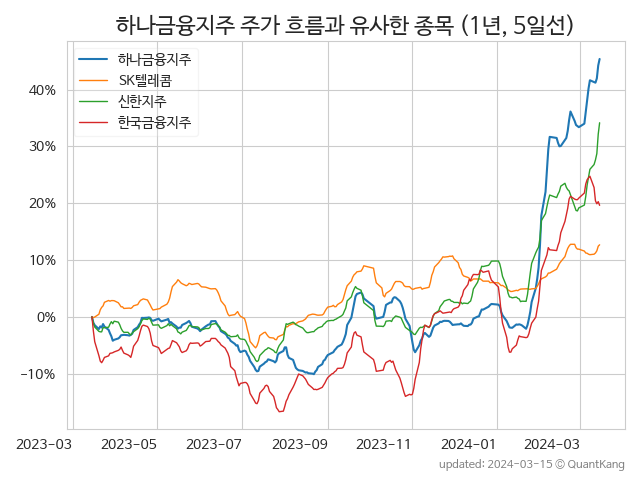 하나금융지주 주가 흐름과 유사한 종목 (1년, 5일선)
하나금융지주
SK텔레콤
신한지주
한국금융지주
40%
30%
20%
10%
0%
−10%
2023-03
2023-05
2023-07
2023-09
2023-11
2024-01
2024-03
updated: 2024-03-15 © QuantKang